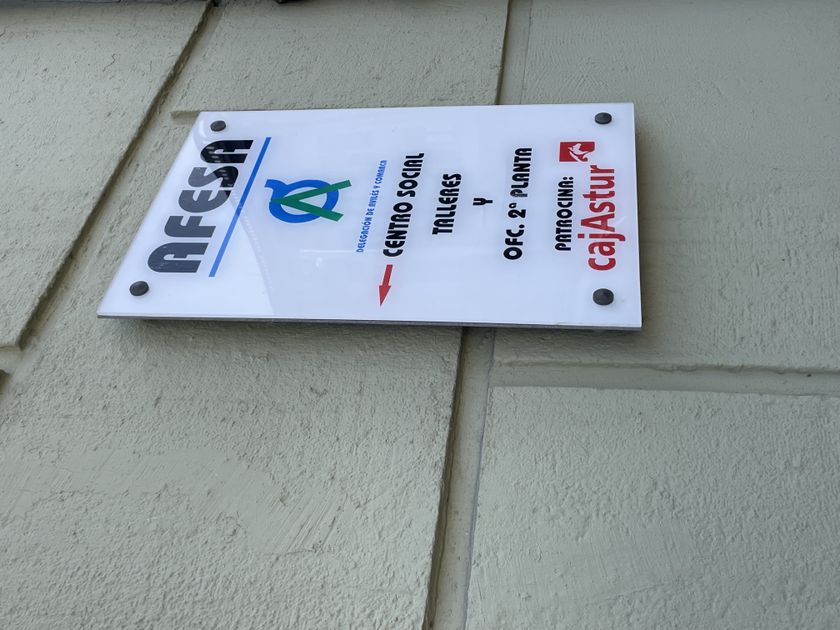 AFESA
DELEGACIÓN DE AVILÉS Y COMARCA
CENTRO SOCIAL
TALLERES
Y
OFC. 2ª PLANTA
PATROCINA:
cajAstur